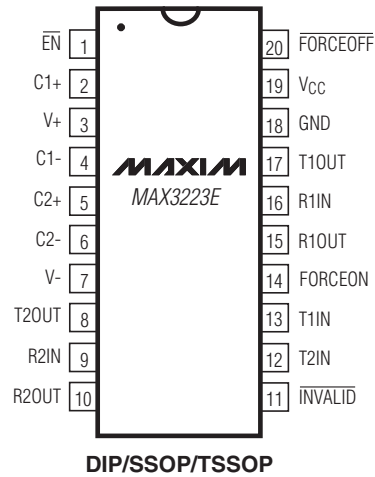 EN 1
C1+ 2
V+ 3
C1- 4
C2+ 5
C2- 6
V- 7
T2OUT 8
R2IN 9
R2OUT 10
MAXIM
MAX3223E
20 FORCEOFF
19 VCC
18 GND
17 T1OUT
16 R1IN
15 R1OUT
14 FORCEON
13 T1IN
12 T2IN
11 INVALID
DIP/SSOP/TSSOP